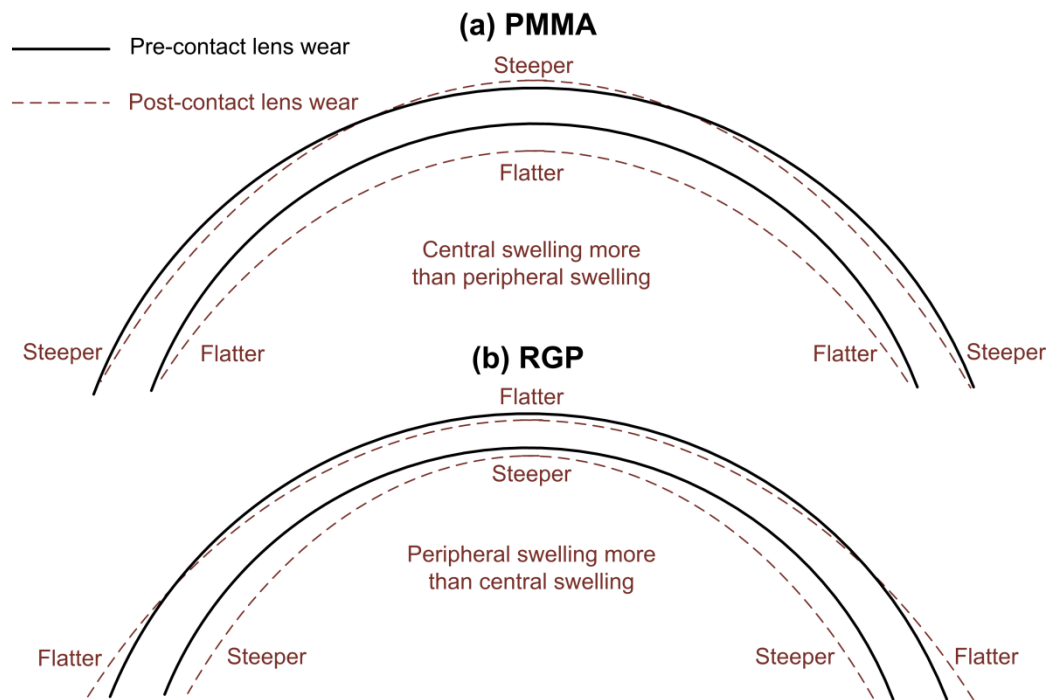 (a) PMMA
Pre-contact lens wear
Post-contact lens wear
Steeper
Flatter
Central swelling more
than peripheral swelling
Steeper
Flatter
Flatter
Steeper
(b) RGP
Flatter
Steeper
Peripheral swelling more
than central swelling
Flatter
Steeper
Steeper
Flatter